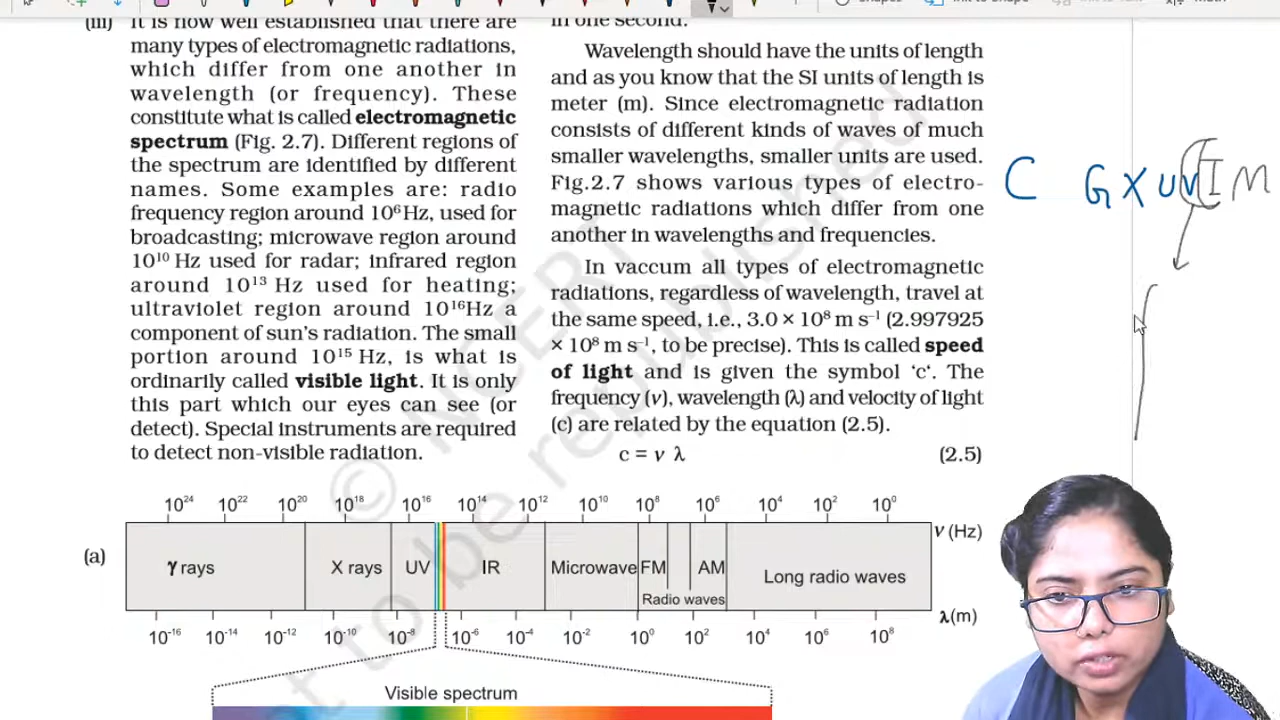 (iii) It is now well established that there are
many types of electromagnetic radiations,
which differ from one another in
wavelength (or frequency). These
constitute what is called electromagnetic
spectrum (Fig. 2.7). Different regions of
the spectrum are identified by different
names. Some examples are: radio
frequency region around 10⁶ Hz, used for
broadcasting; microwave region around
10¹⁰ Hz used for radar; infrared region
around 10¹³ Hz used for heating;
ultraviolet region around 10¹⁶Hz a
component of sun's radiation. The small
portion around 10¹⁵ Hz, is what is
ordinarily called visible light. It is only
this part which our eyes can see (or
detect). Special instruments are required
to detect non-visible radiation.
in one second.
Wavelength should have the units of length
and as you know that the SI units of length is
meter (m). Since electromagnetic radiation
consists of different kinds of waves of much
smaller wavelengths, smaller units are used.
Fig.2.7 shows various types of electro-
magnetic radiations which differ from one
another in wavelengths and frequencies.
In vaccum all types of electromagnetic
radiations, regardless of wavelength, travel at
the same speed, i.e., 3.0 × 10⁸ m s⁻¹ (2.997925
× 10⁸ m s⁻¹, to be precise). This is called speed
of light and is given the symbol 'c'. The
frequency (ν), wavelength (λ) and velocity of light
(c) are related by the equation (2.5).
c = ν λ (2.5)
C G X UV I M
10²⁴ 10²² 10²⁰ 10¹⁸ 10¹⁶ 10¹⁴ 10¹² 10¹⁰ 10⁸ 10⁶ 10⁴ 10² 10⁰
ν (Hz)
(a) γ rays X rays UV IR Microwave FM AM Long radio waves
Radio waves
10⁻¹⁶ 10⁻¹⁴ 10⁻¹² 10⁻¹⁰ 10⁻⁸ 10⁻⁶ 10⁻⁴ 10⁻² 10⁰ 10² 10⁴ 10⁶ 10⁸
λ(m)
Visible spectrum
© NCERT
not to be republished